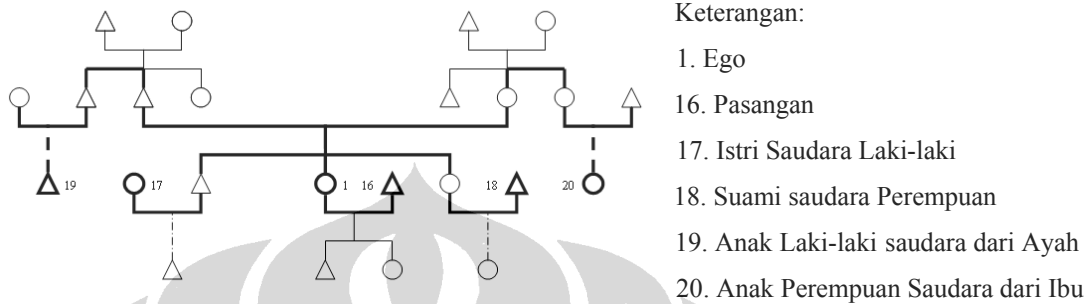 Keterangan:
1. Ego
16. Pasangan
17. Istri Saudara Laki-laki
18. Suami saudara Perempuan
19. Anak Laki-laki saudara dari Ayah
20. Anak Perempuan Saudara dari Ibu
19
17
1
16
18
20